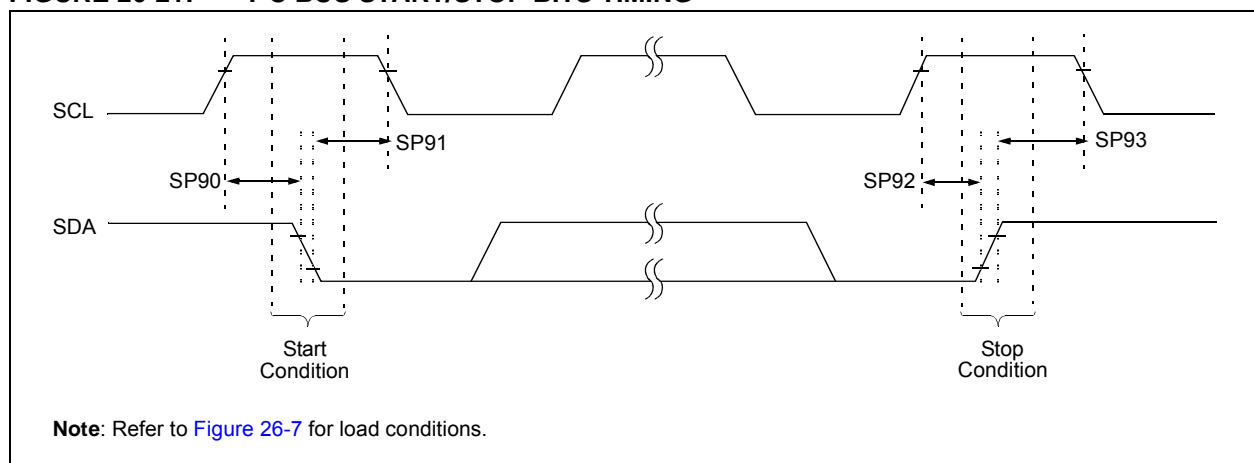 SCL
SP91
SP93
SP90
SP92
SDA
Start
Condition
Stop
Condition
Note: Refer to Figure 26-7 for load conditions.